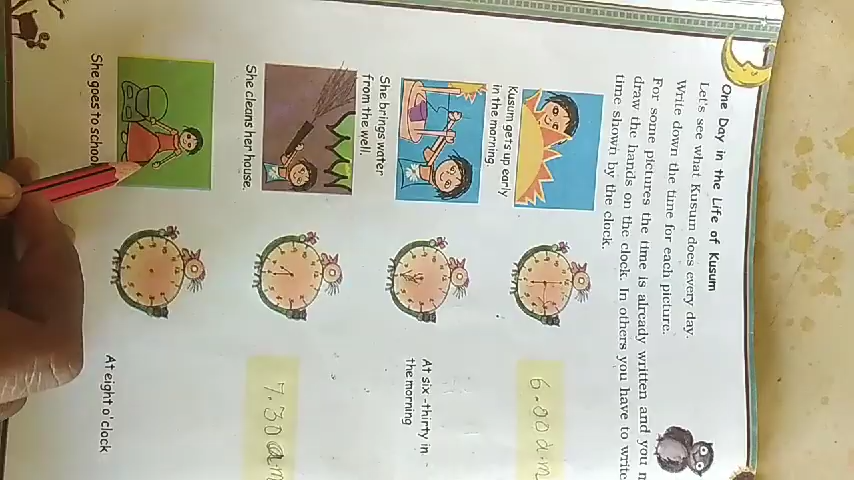 One Day in the Life of Kusum
Let's see what Kusum does every day.
Write down the time for each picture.
For some pictures the time is already written and you
draw the hands on the clock. In others you have to write
time shown by the clock.
Kusum gets up early
in the morning.
6.00 a.m
She brings water
from the well.
At six-thirty in
the morning
She cleans her house.
7.30 a.m
She goes to school
At eight o'clock